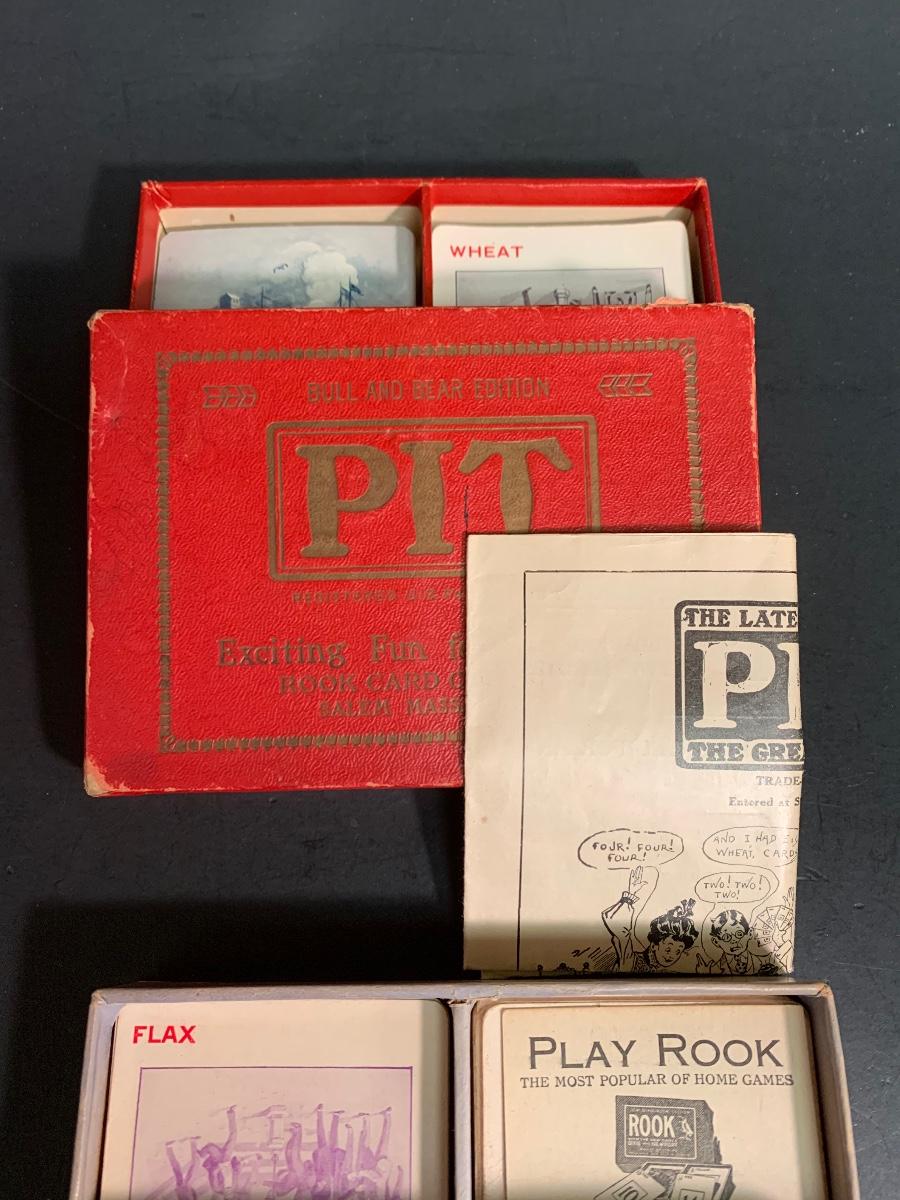 WHEAT
BULL AND BEAR EDITION
PIT
REGISTERED U.S.
Exciting Fun
ROOK CARD
SALEM MASS
THE LATE
PI
THE GRE
TRADE-
Entered at S
FOUR! FOUR!
FOUR!
AND I HAD
WHEAT, CARD
TWO! TWO!
TWO!
FLAX
PLAY ROOK
THE MOST POPULAR OF HOME GAMES
ROOK
10